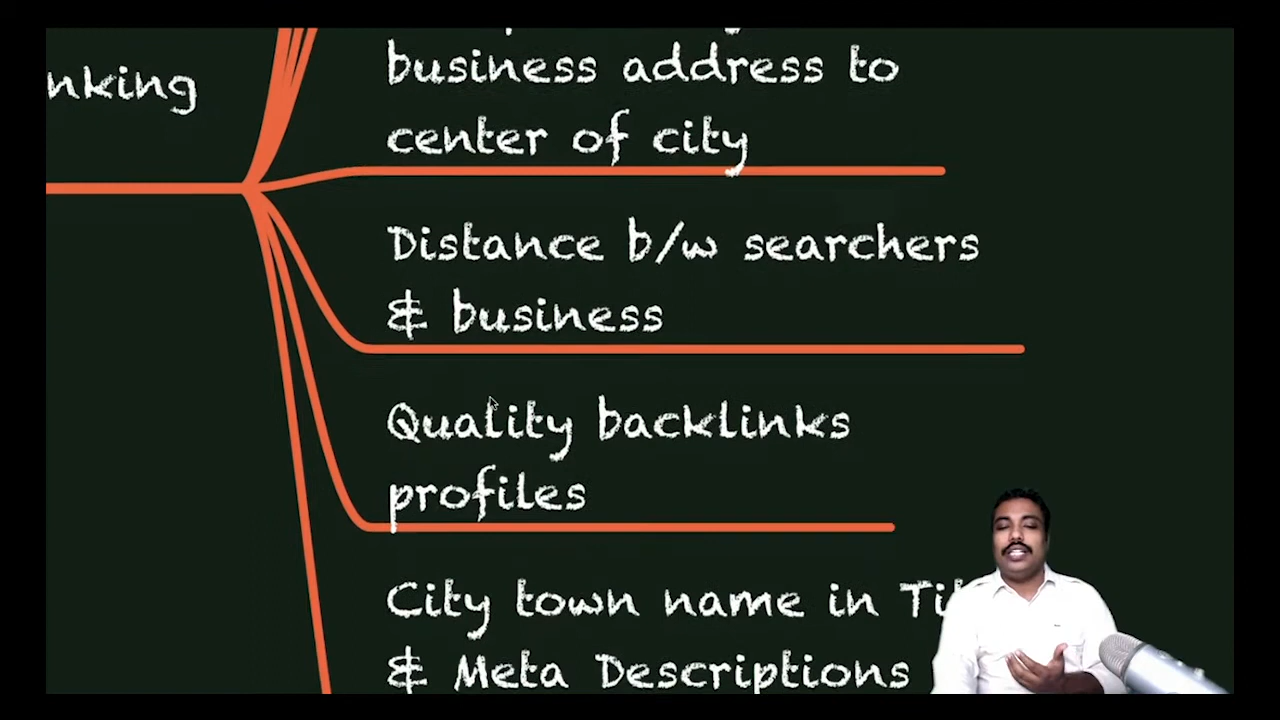 nking
business address to
center of city
Distance b/w searchers
& business
Quality backlinks
profiles
City town name in
& Meta Descriptions